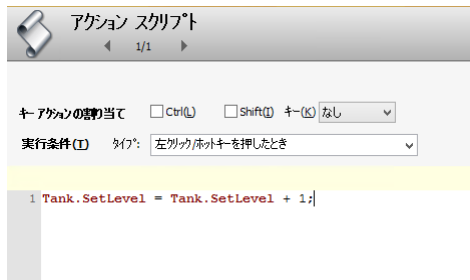 アクション スクリプト
1/1
キー アクションの割り当て Ctrl(L) Shift(I) キー(K) なし
実行条件(T) タイプ: 左クリック/ホットキーを押したとき
1 Tank.SetLevel = Tank.SetLevel + 1;